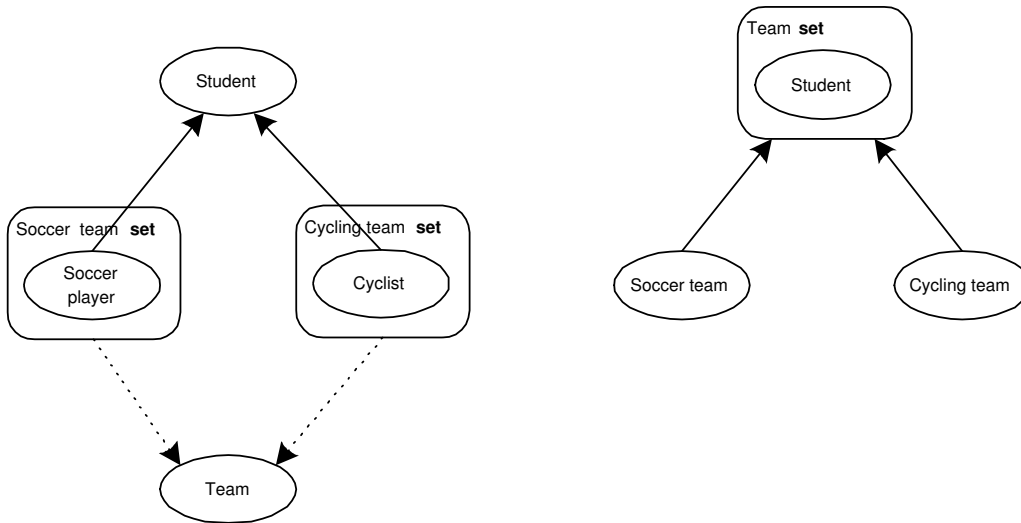 Student
Soccer team set
Soccer
player
Cycling team set
Cyclist
Team
Team set
Student
Soccer team
Cycling team